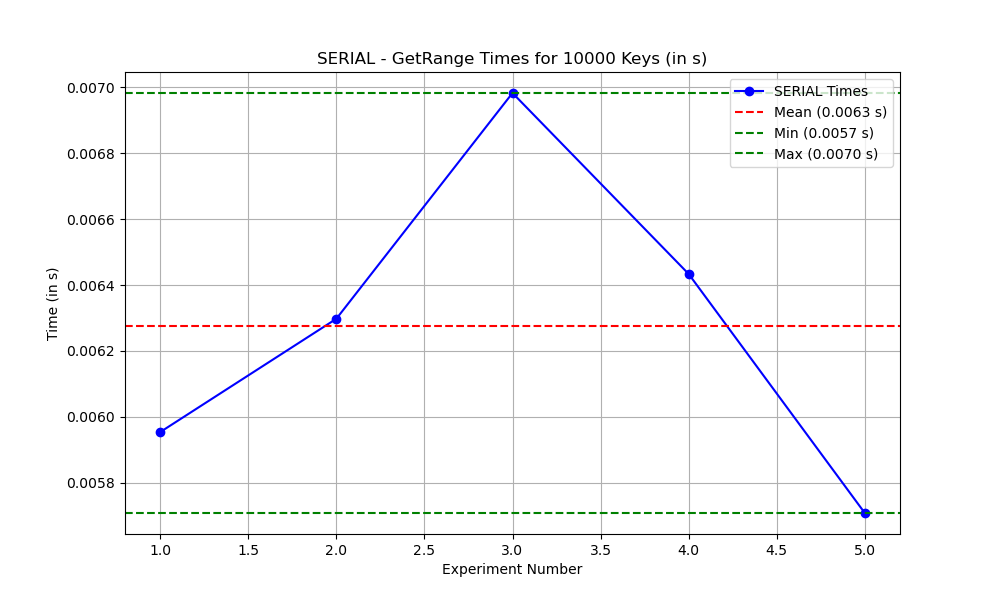 SERIAL - GetRange Times for 10000 Keys (in s)
SERIAL Times
Mean (0.0063 s)
Min (0.0057 s)
Max (0.0070 s)
Time (in s)
0.0070
0.0068
0.0066
0.0064
0.0062
0.0060
0.0058
1.0 1.5 2.0 2.5 3.0 3.5 4.0 4.5 5.0
Experiment Number